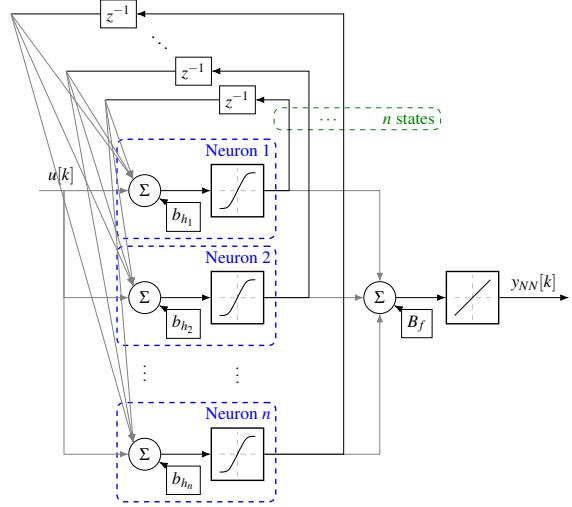 z⁻¹
⋯
z⁻¹
z⁻¹
⋯ n states
Neuron 1
u[k]
Σ
b_{h_1}
Neuron 2
Σ
b_{h_2}
Σ
B_f
y_{NN}[k]
⋮ ⋮
Neuron n
Σ
b_{h_n}